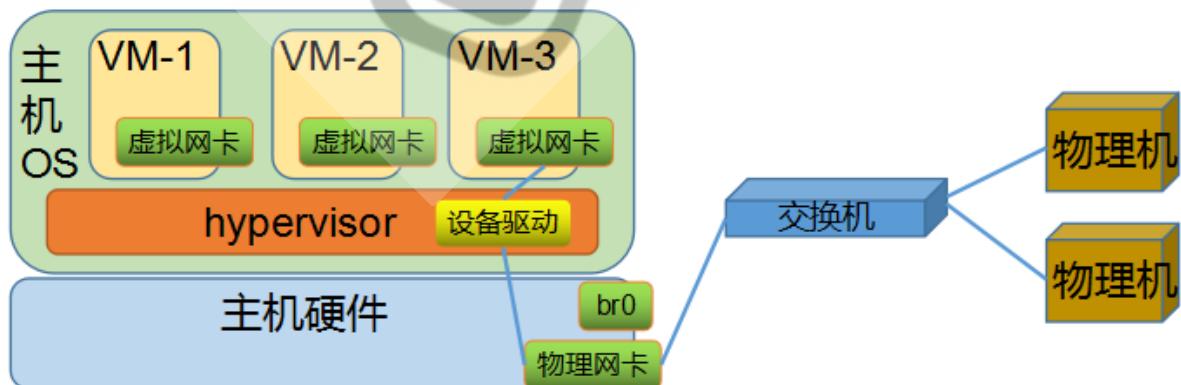 主机OS
VM-1
VM-2
VM-3
虚拟网卡
虚拟网卡
虚拟网卡
hypervisor
设备驱动
主机硬件
br0
物理网卡
交换机
物理机
物理机